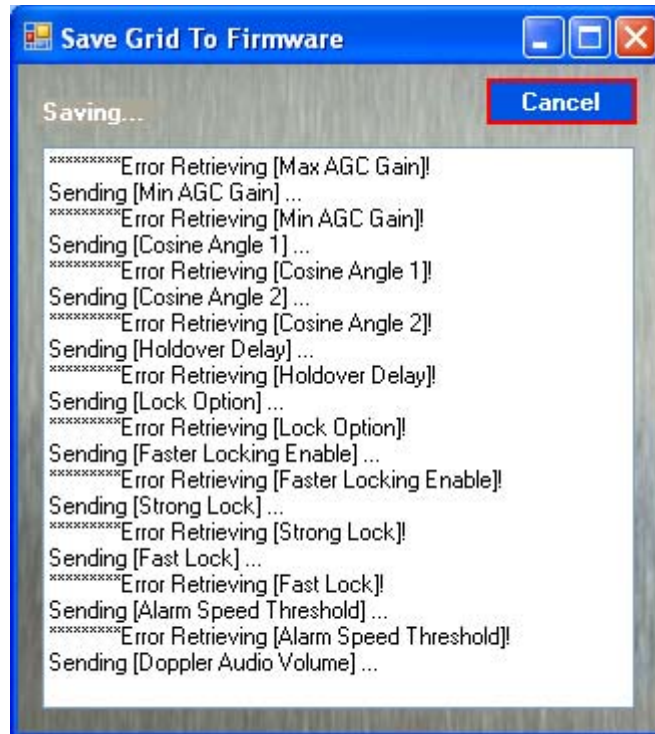 Save Grid To Firmware
Saving...
Cancel
*********Error Retrieving [Max AGC Gain]!
Sending [Min AGC Gain] ...
*********Error Retrieving [Min AGC Gain]!
Sending [Cosine Angle 1] ...
*********Error Retrieving [Cosine Angle 1]!
Sending [Cosine Angle 2] ...
*********Error Retrieving [Cosine Angle 2]!
Sending [Holdover Delay] ...
*********Error Retrieving [Holdover Delay]!
Sending [Lock Option] ...
*********Error Retrieving [Lock Option]!
Sending [Faster Locking Enable] ...
*********Error Retrieving [Faster Locking Enable]!
Sending [Strong Lock] ...
*********Error Retrieving [Strong Lock]!
Sending [Fast Lock] ...
*********Error Retrieving [Fast Lock]!
Sending [Alarm Speed Threshold] ...
*********Error Retrieving [Alarm Speed Threshold]!
Sending [Doppler Audio Volume] ...